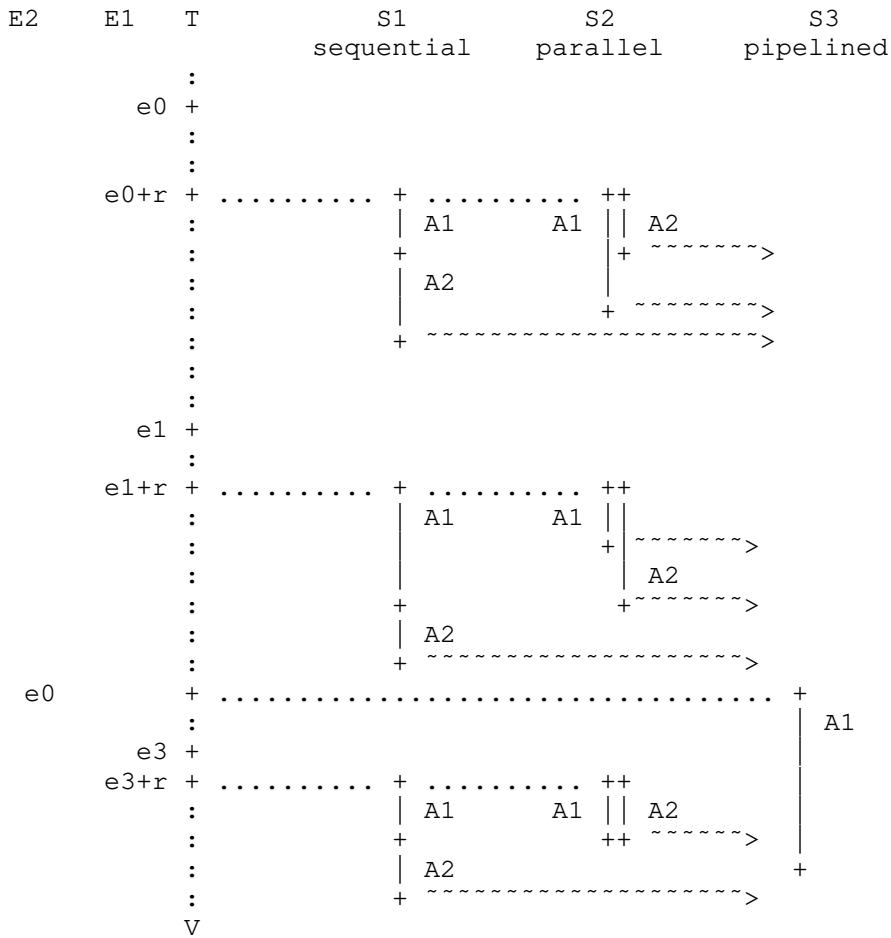 E2 E1 T S1 S2 S3
sequential parallel pipelined
:
e0 +
:
:
e0+r + .......... + .......... ++
: | A1 A1 || A2
: + |+ ~~~~~~~>
: | A2 |
: | + ~~~~~~~~>
: + ~~~~~~~~~~~~~~~~~~~~~>
:
:
e1 +
:
e1+r + .......... + .......... ++
: | A1 A1 ||
: | +|~~~~~~~>
: | | A2
: + +~~~~~~~>
: | A2
: + ~~~~~~~~~~~~~~~~~~~~>
e0 + ................................... +
: | A1
e3 + |
e3+r + .......... + .......... ++ |
: | A1 A1 || A2 |
: + ++ ~~~~~~> |
: | A2 +
: + ~~~~~~~~~~~~~~~~~~~~>
V